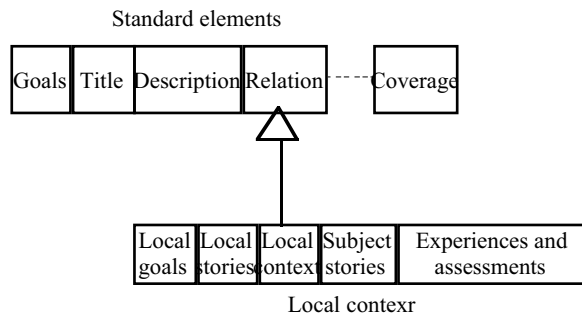 Standard elements
Goals Title Description Relation Coverage
Local Local Local Subject Experiences and
goals stories context stories assessments
Local contexr